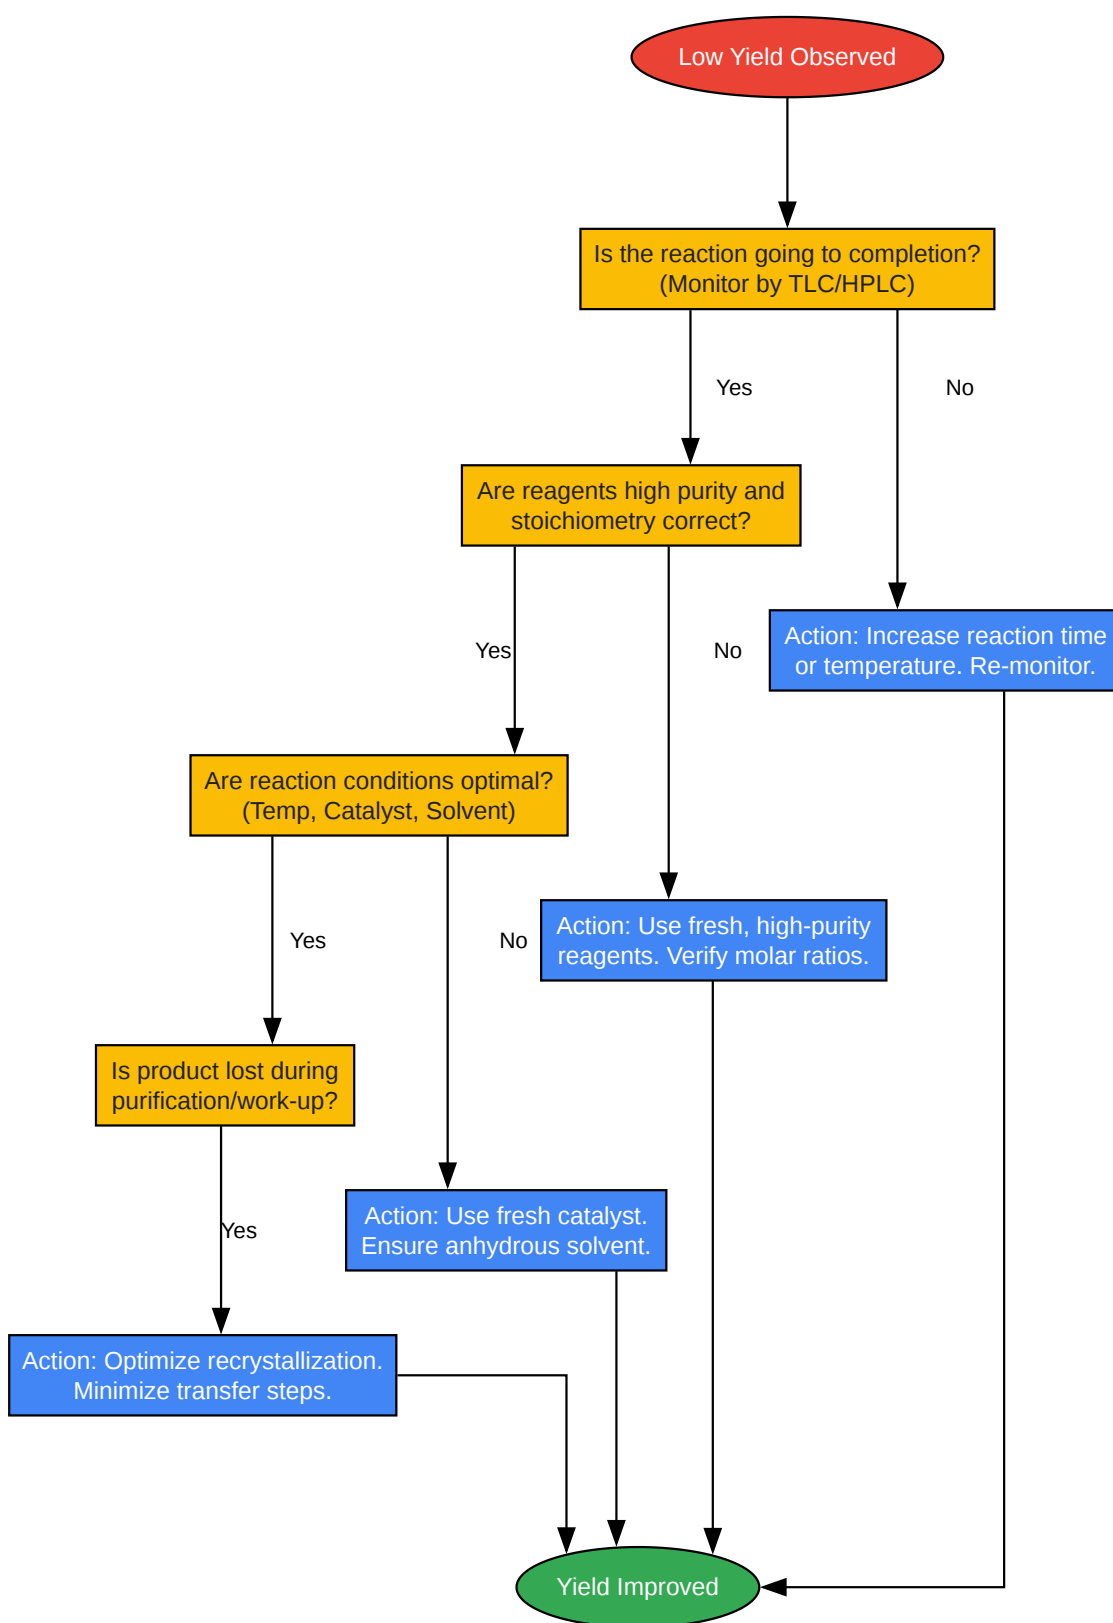 Low Yield Observed
Is the reaction going to completion?
(Monitor by TLC/HPLC)
Yes
No
Are reagents high purity and
stoichiometry correct?
Action: Increase reaction time
or temperature. Re-monitor.
Yes
No
Are reaction conditions optimal?
(Temp, Catalyst, Solvent)
Action: Use fresh, high-purity
reagents. Verify molar ratios.
Yes
No
Is product lost during
purification/work-up?
Action: Use fresh catalyst.
Ensure anhydrous solvent.
Yes
Action: Optimize recrystallization.
Minimize transfer steps.
Yield Improved